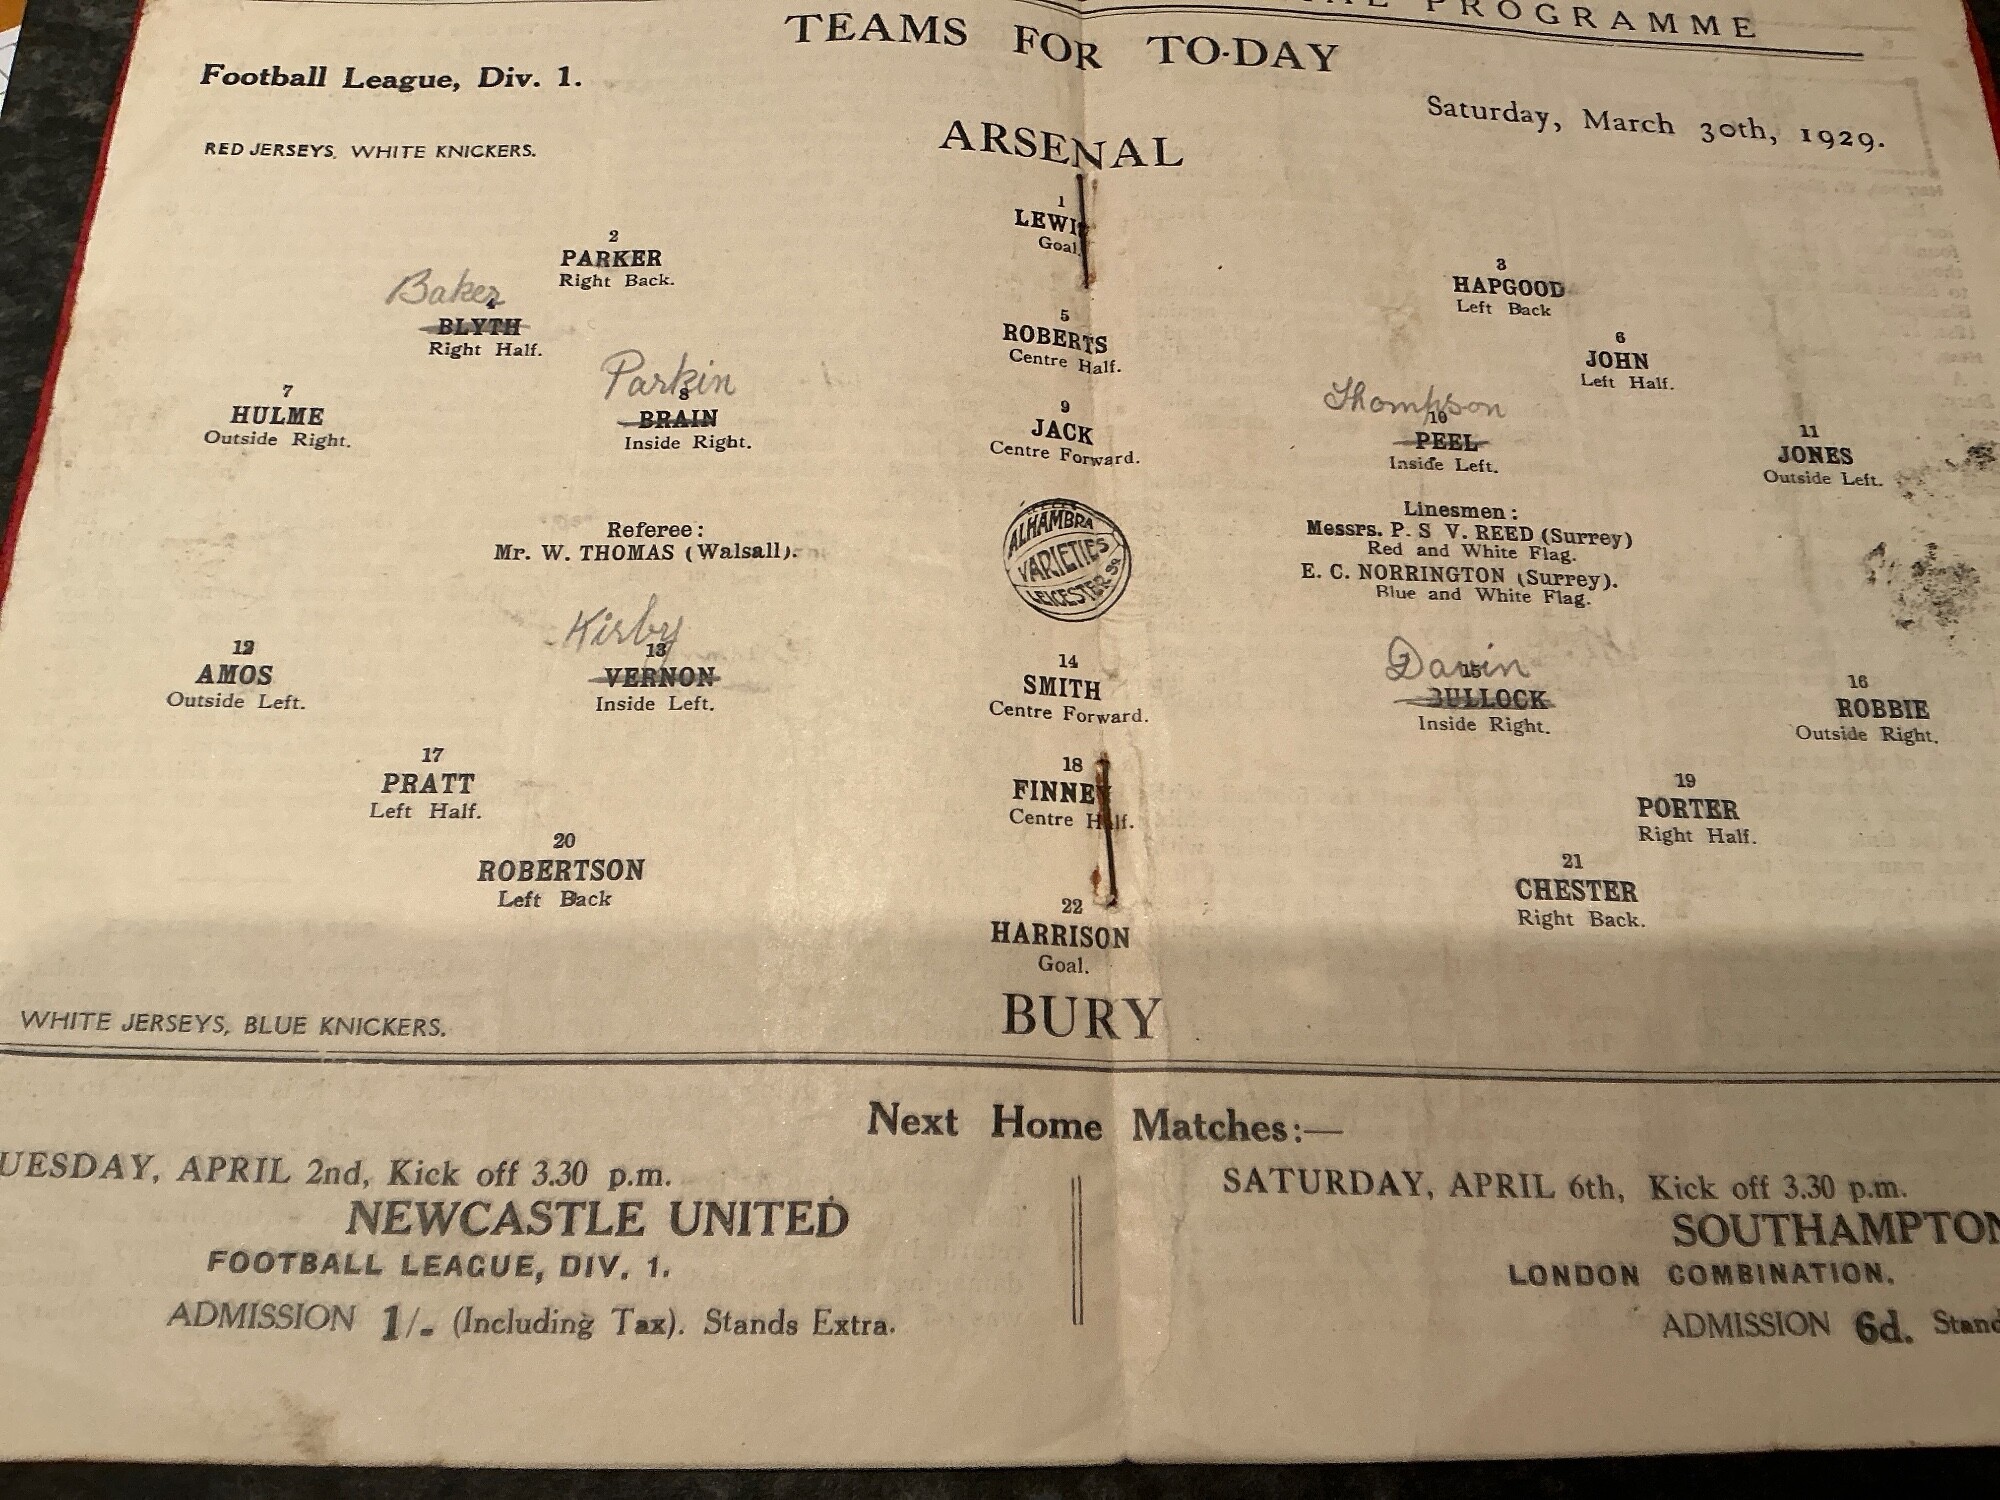 PROGRAMME
TEAMS FOR TO-DAY
Football League, Div. 1.
Saturday, March 30th, 1929.
RED JERSEYS, WHITE KNICKERS.
ARSENAL
1
LEWIS
Goal.
2
PARKER
Right Back.
3
HAPGOOD
Left Back
Baker
4
BLYTH
Right Half.
5
ROBERTS
Centre Half.
6
JOHN
Left Half.
7
HULME
Outside Right.
Parkin
8
BRAIN
Inside Right.
9
JACK
Centre Forward.
Thompson
10
PEEL
Inside Left.
11
JONES
Outside Left.
Referee:
Mr. W. THOMAS (Walsall).
ALHAMBRA
VARIETIES
LEICESTER SQ
Linesmen:
Messrs. P. S V. REED (Surrey)
Red and White Flag.
E. C. NORRINGTON (Surrey).
Blue and White Flag.
12
AMOS
Outside Left.
Kirby
13
VERNON
Inside Left.
14
SMITH
Centre Forward.
15
BULLOCK
Inside Right.
16
ROBBIE
Outside Right.
17
PRATT
Left Half.
18
FINNEY
Centre Half.
19
PORTER
Right Half.
20
ROBERTSON
Left Back
21
CHESTER
Right Back.
22
HARRISON
Goal.
WHITE JERSEYS, BLUE KNICKERS.
BURY
Next Home Matches:—
UESDAY, APRIL 2nd, Kick off 3.30 p.m.
NEWCASTLE UNITED
FOOTBALL LEAGUE, DIV. 1.
ADMISSION 1/- (Including Tax). Stands Extra.
SATURDAY, APRIL 6th, Kick off 3.30 p.m.
SOUTHAMPTON
LONDON COMBINATION.
ADMISSION 6d. Stand